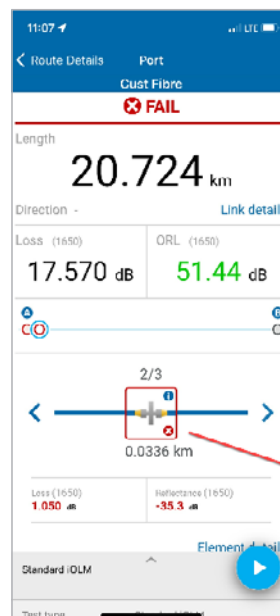 11:07 LTE
Route Details Port
Cust Fibre
FAIL
Length
20.724 km
Direction - Link detail
Loss (1650) ORL (1650)
17.570 dB 51.44 dB
A B
2/3
0.0336 km
Loss (1650) Reflectance (1650)
1.050 dB -35.3 dB
Element
Standard iOLM
Test type